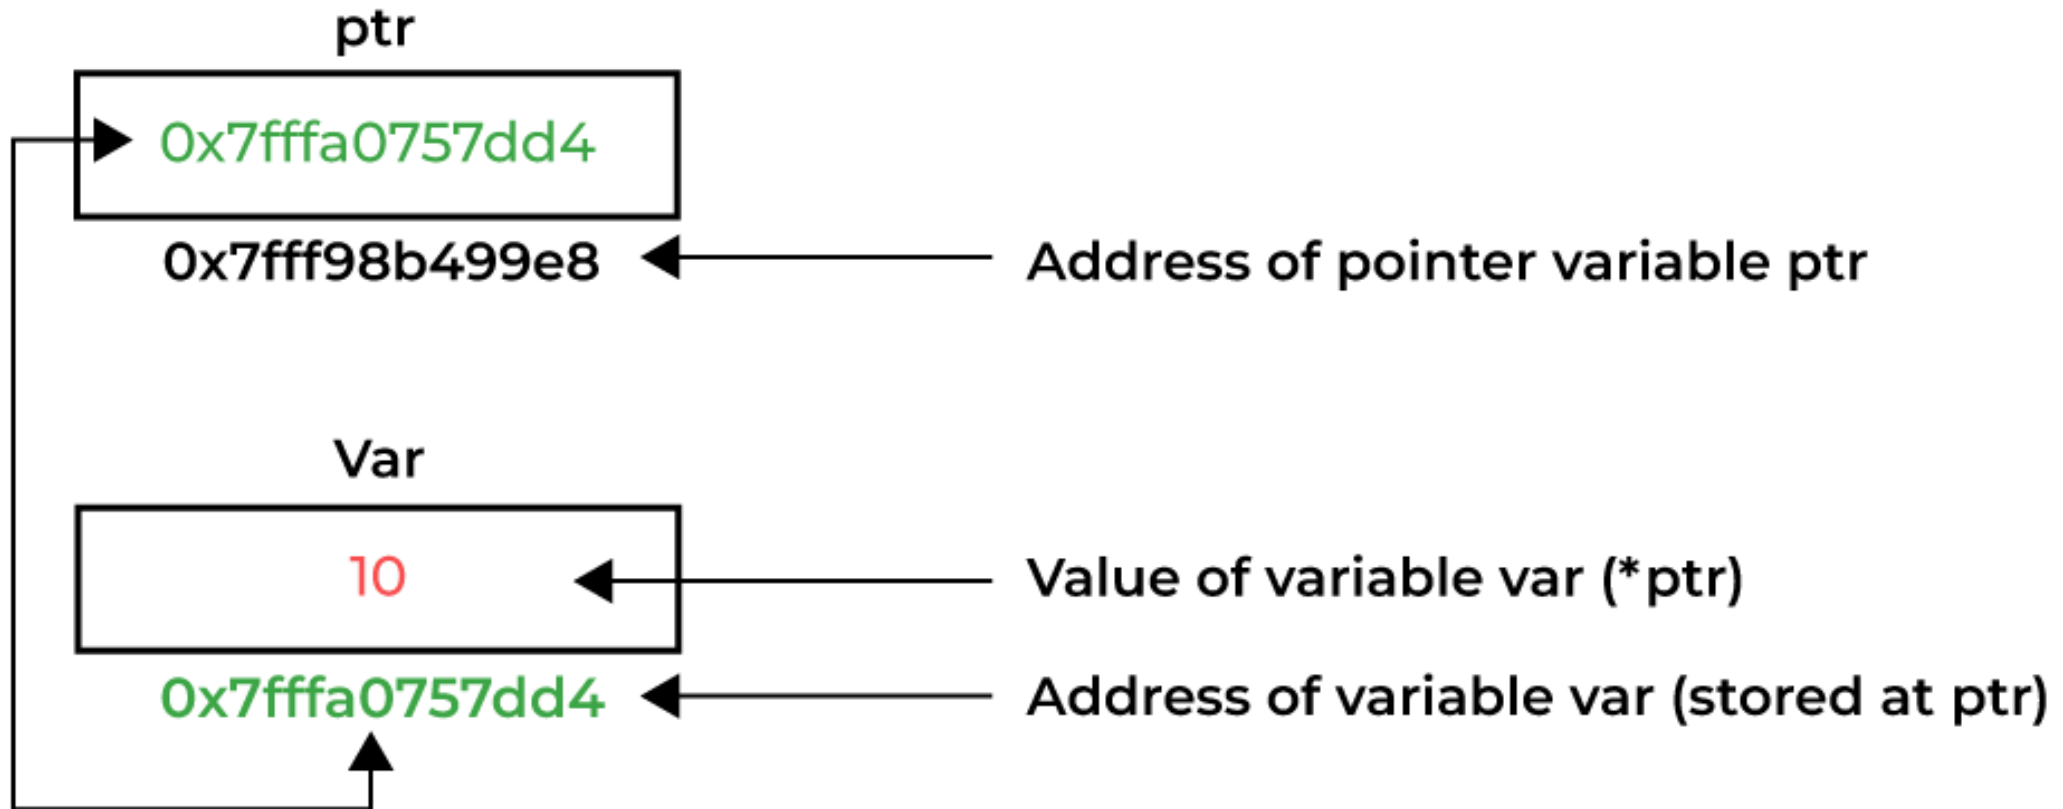 ptr
0x7fffa0757dd4
0x7fff98b499e8
Address of pointer variable ptr
Var
10
Value of variable var (*ptr)
0x7fffa0757dd4
Address of variable var (stored at ptr)